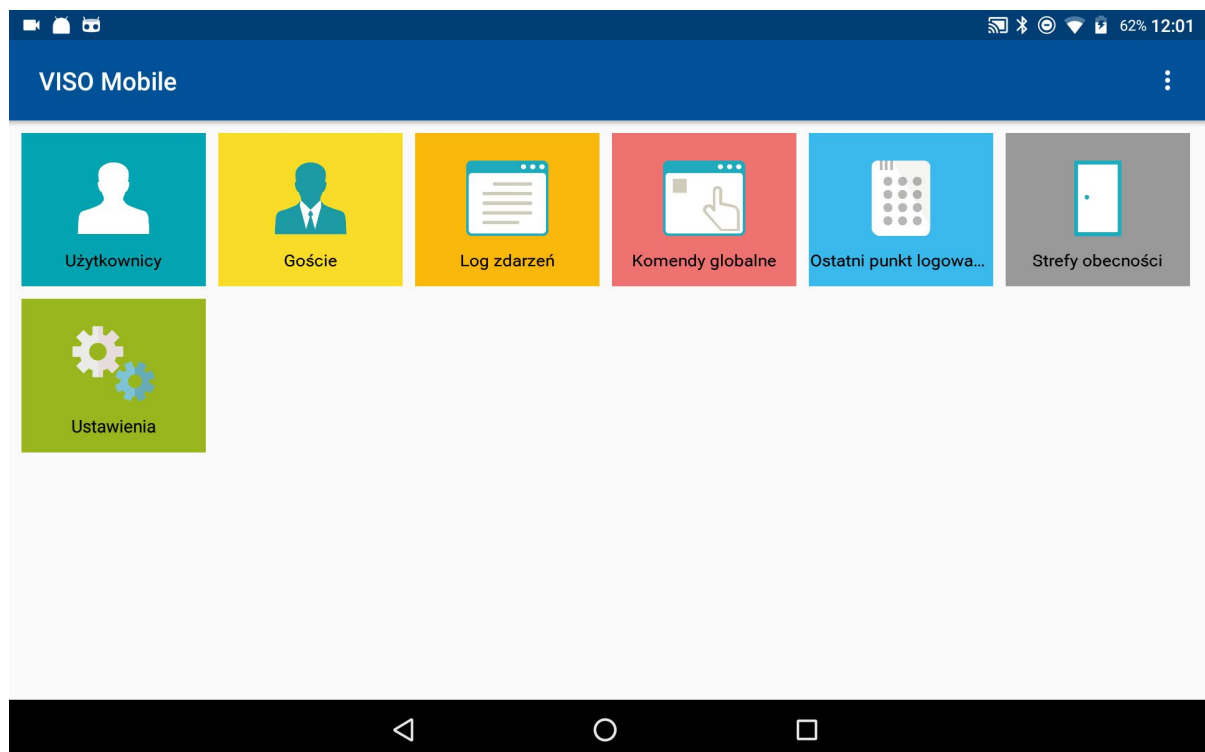 62% 12:01
VISO Mobile
Użytkownicy
Goście
Log zdarzeń
Komendy globalne
Ostatni punkt logowa...
Strefy obecności
Ustawienia